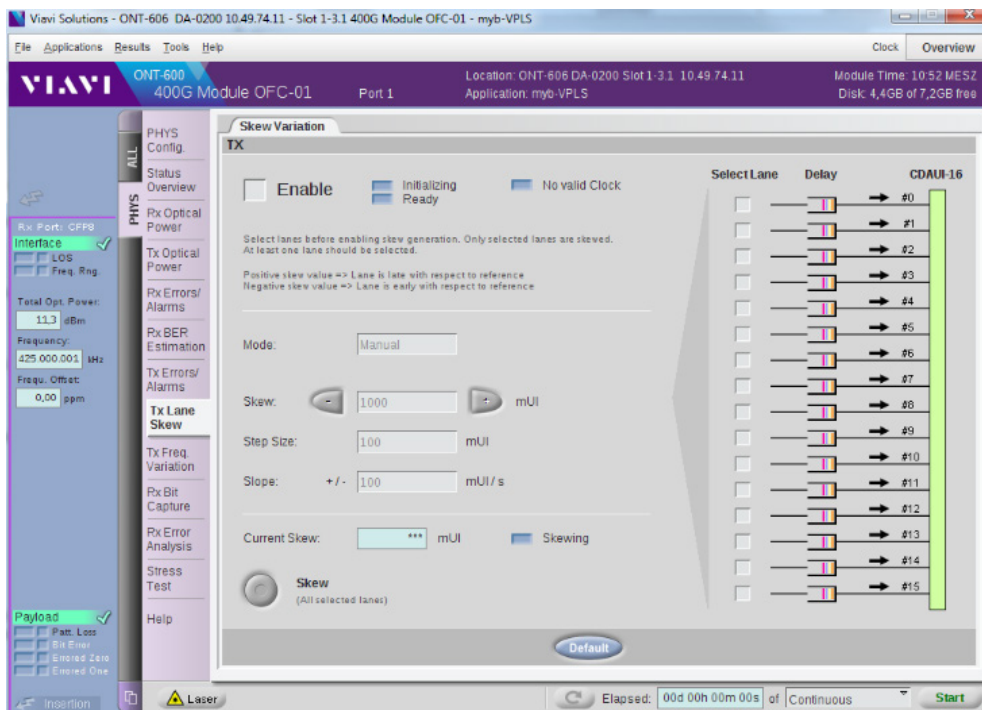 Viavi Solutions - ONT-606 DA-0200 10.49.74.11 - Slot 1-3.1 400G Module OFC-01 - myb-VPLS
File Applications Results Tools Help Clock Overview
VIAVI
ONT-600
400G Module OFC-01 Port 1
Location: ONT-606 DA-0200 Slot 1-3.1 10.49.74.11
Application: myb-VPLS
Module Time: 10:52 MESZ
Disk: 4,4GB of 7,2GB free
Rx Port: CFP8
Interface
LOS
Freq. Rng.
Total Opt. Power:
11,3 dBm
Frequency:
425.000.001 kHz
Frequ. Offset:
0,00 ppm
Payload
Patt. Loss
Bit Error
Errored Zero
Errored One
Insertion
ALL
PHYS
PHYS
Config.
Status
Overview
Rx Optical
Power
Tx Optical
Power
Rx Errors/
Alarms
Rx BER
Estimation
Tx Errors/
Alarms
Tx Lane
Skew
Tx Freq.
Variation
Rx Bit
Capture
Rx Error
Analysis
Stress
Test
Help
Skew Variation
TX
Enable
Initializing
Ready
No valid Clock
Select lanes before enabling skew generation. Only selected lanes are skewed.
At least one lane should be selected.
Positive skew value => Lane is late with respect to reference
Negative skew value => Lane is early with respect to reference
Mode: Manual
Skew: - 1000 + mUI
Step Size: 100 mUI
Slope: +/- 100 mUI/s
Current Skew: *** mUI Skewing
Skew
(All selected lanes)
Select Lane Delay CDAUI-16
#0
#1
#2
#3
#4
#5
#6
#7
#8
#9
#10
#11
#12
#13
#14
#15
Default
Laser Elapsed: 00d 00h 00m 00s of Continuous Start